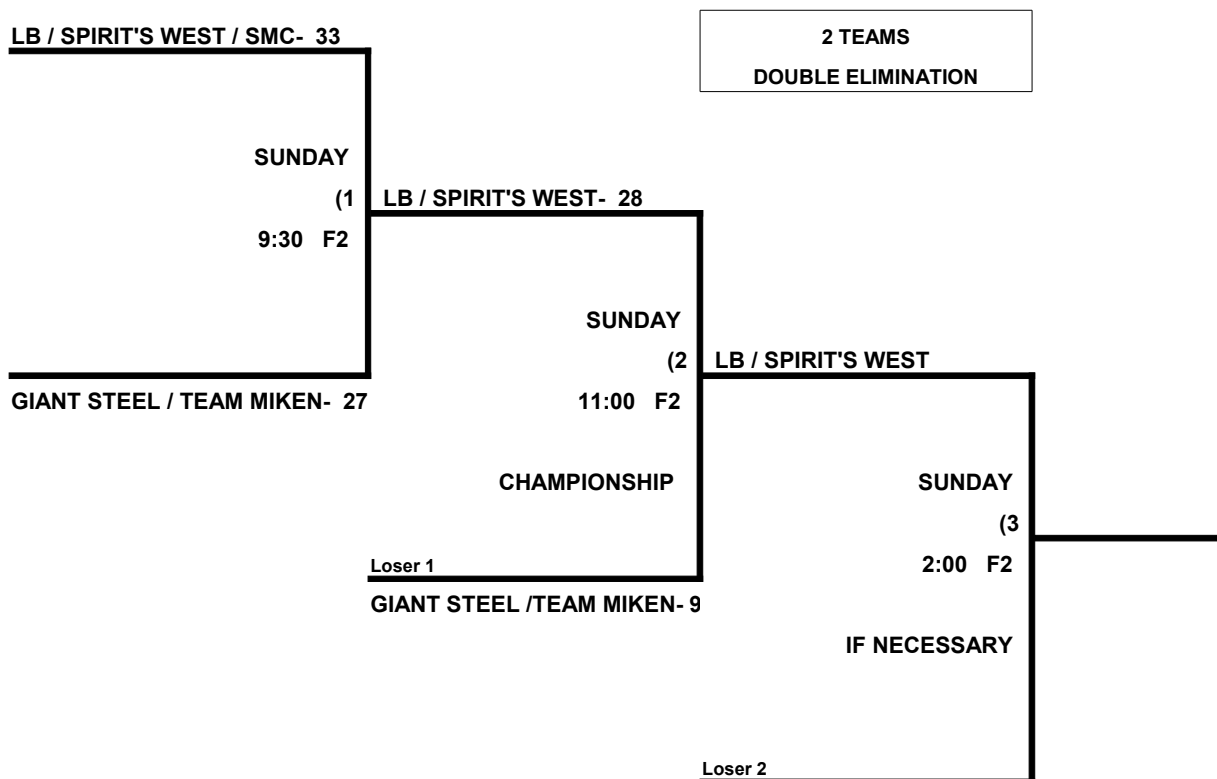 LB / SPIRIT'S WEST / SMC- 33
2 TEAMS
DOUBLE ELIMINATION
SUNDAY
(1
9:30 F2
LB / SPIRIT'S WEST- 28
GIANT STEEL / TEAM MIKEN- 27
SUNDAY
(2
11:00 F2
CHAMPIONSHIP
LB / SPIRIT'S WEST
Loser 1
GIANT STEEL /TEAM MIKEN- 9
SUNDAY
(3
2:00 F2
IF NECESSARY
Loser 2